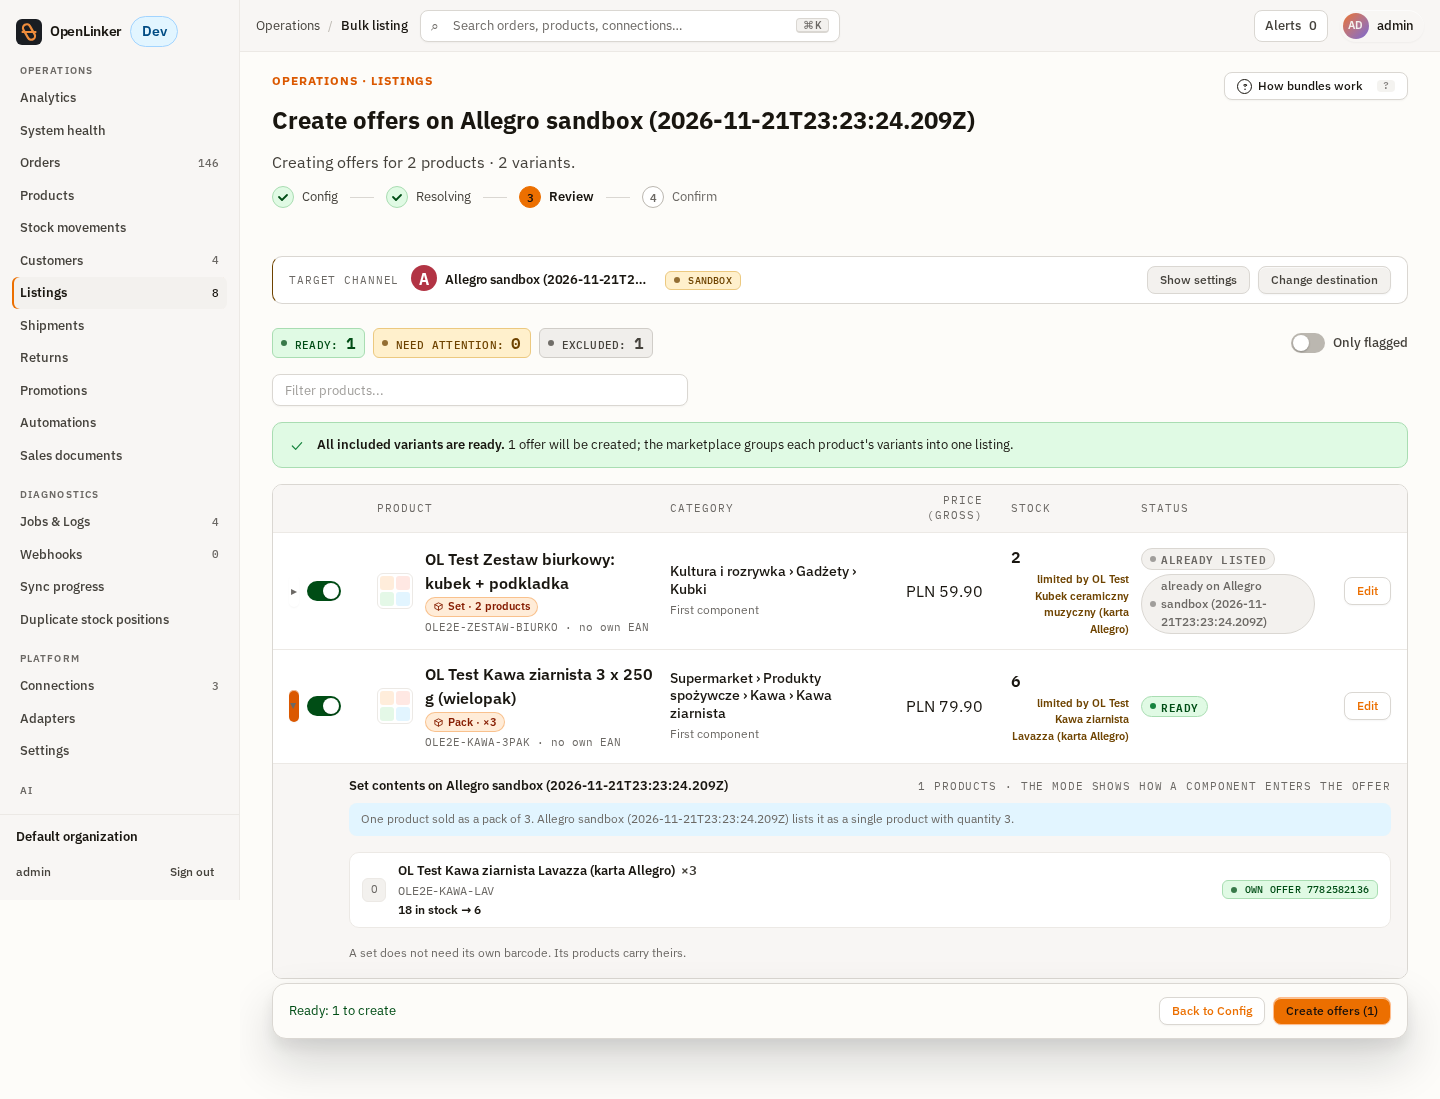 OpenLinker
Dev
OPERATIONS
Analytics
System health
Orders 146
Products
Stock movements
Customers 4
Listings 8
Shipments
Returns
Promotions
Automations
Sales documents
DIAGNOSTICS
Jobs & Logs 4
Webhooks 0
Sync progress
Duplicate stock positions
PLATFORM
Connections 3
Adapters
Settings
AI
Default organization
admin Sign out
Operations / Bulk listing
Search orders, products, connections... ⌘K
Alerts 0
AD admin
OPERATIONS · LISTINGS
How bundles work ?
Create offers on Allegro sandbox (2026-11-21T23:23:24.209Z)
Creating offers for 2 products · 2 variants.
Config
Resolving
3 Review
4 Confirm
TARGET CHANNEL A Allegro sandbox (2026-11-21T2... SANDBOX
Show settings Change destination
READY: 1
NEED ATTENTION: 0
EXCLUDED: 1
Only flagged
Filter products...
All included variants are ready. 1 offer will be created; the marketplace groups each product's variants into one listing.
PRODUCT CATEGORY PRICE (GROSS) STOCK STATUS
OL Test Zestaw biurkowy:
kubek + podkladka
Set · 2 products
OLE2E-ZESTAW-BIURKO · no own EAN
Kultura i rozrywka › Gadżety ›
Kubki
First component
PLN 59.90
2
limited by OL Test
Kubek ceramiczny
muzyczny (karta
Allegro)
ALREADY LISTED
already on Allegro
sandbox (2026-11-
21T23:23:24.209Z)
Edit
OL Test Kawa ziarnista 3 x 250
g (wielopak)
Pack · ×3
OLE2E-KAWA-3PAK · no own EAN
Supermarket › Produkty
spożywcze › Kawa › Kawa
ziarnista
First component
PLN 79.90
6
limited by OL Test
Kawa ziarnista
Lavazza (karta Allegro)
READY
Edit
Set contents on Allegro sandbox (2026-11-21T23:23:24.209Z)
1 PRODUCTS · THE MODE SHOWS HOW A COMPONENT ENTERS THE OFFER
One product sold as a pack of 3. Allegro sandbox (2026-11-21T23:23:24.209Z) lists it as a single product with quantity 3.
O
OL Test Kawa ziarnista Lavazza (karta Allegro) ×3
OLE2E-KAWA-LAV
18 in stock → 6
OWN OFFER 7782582136
A set does not need its own barcode. Its products carry theirs.
Ready: 1 to create
Back to Config
Create offers (1)